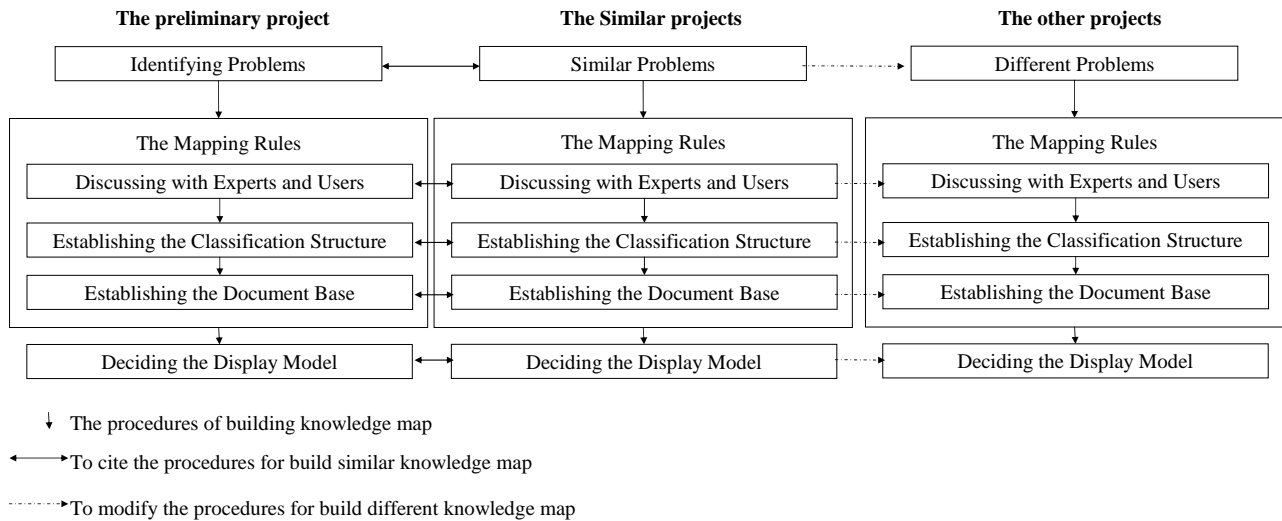 The preliminary project
The Similar projects
The other projects
Identifying Problems
Similar Problems
Different Problems
The Mapping Rules
The Mapping Rules
The Mapping Rules
Discussing with Experts and Users
Discussing with Experts and Users
Discussing with Experts and Users
Establishing the Classification Structure
Establishing the Classification Structure
Establishing the Classification Structure
Establishing the Document Base
Establishing the Document Base
Establishing the Document Base
Deciding the Display Model
Deciding the Display Model
Deciding the Display Model
The procedures of building knowledge map
To cite the procedures for build similar knowledge map
To modify the procedures for build different knowledge map